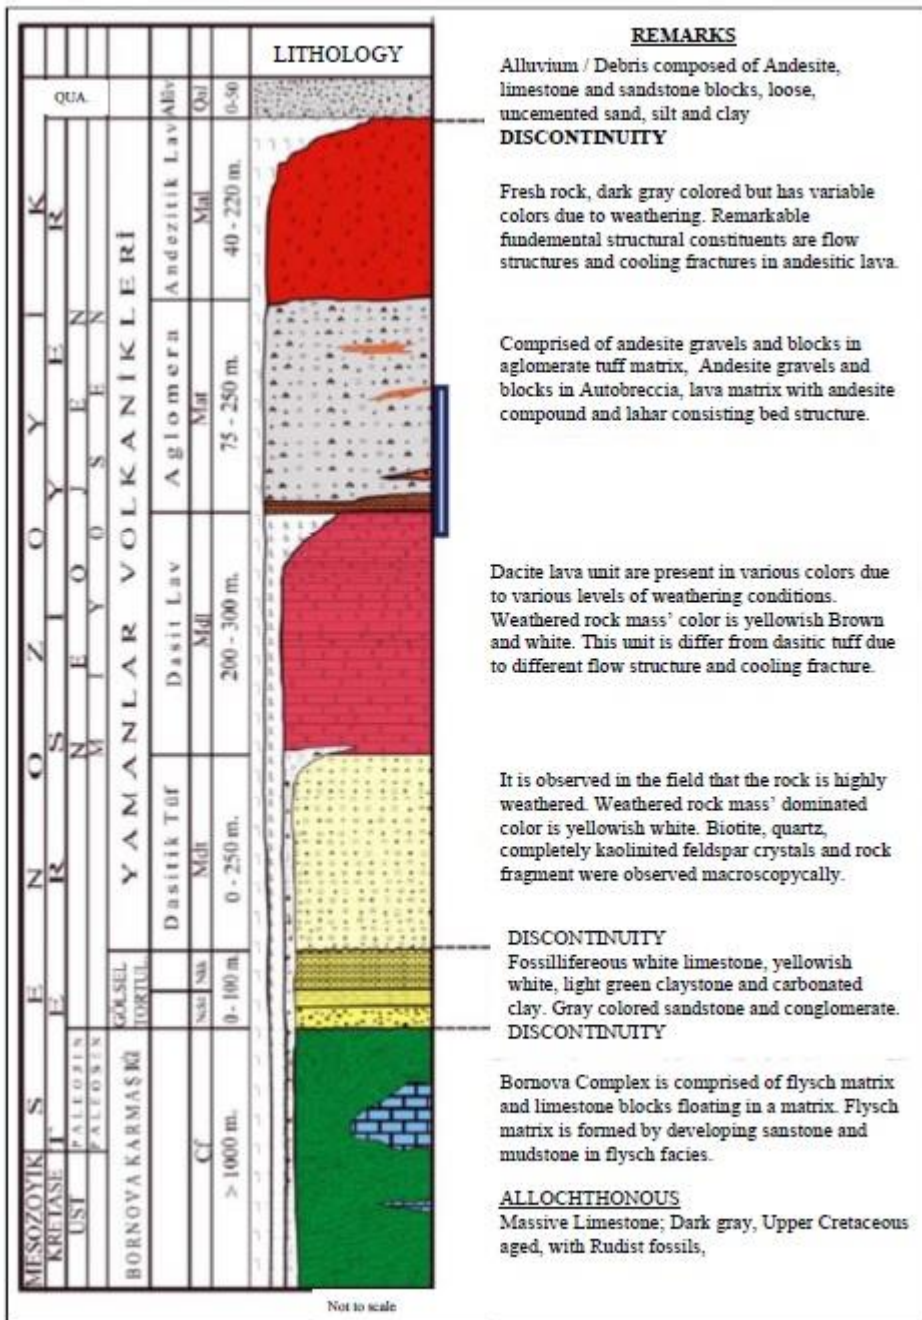 LITHOLOGY
REMARKS
QUA.
Alüv
Qal
0-50
Alluvium / Debris composed of Andesite,
limestone and sandstone blocks, loose,
uncemented sand, silt and clay
DISCONTINUITY
SENOZOYİK
TERSİYER
NEOJEN
MİYOSEN
YAMANLAR VOLKANİKLERİ
Andezitik Lav
Mal
40 - 220 m.
Fresh rock, dark gray colored but has variable
colors due to weathering. Remarkable
fundemental structural constituents are flow
structures and cooling fractures in andesitic lava.
Aglomera
Mat
75 - 250 m.
Comprised of andesite gravels and blocks in
aglomerate tuff matrix, Andesite gravels and
blocks in Autobreccia, lava matrix with andesite
compound and lahar consisting bed structure.
Dasit Lav
Mdl
200 - 300 m.
Dacite lava unit are present in various colors due
to various levels of weathering conditions.
Weathered rock mass' color is yellowish Brown
and white. This unit is differ from dasitic tuff due
to different flow structure and cooling fracture.
Dasitik Tüf
Mdt
0 - 250 m.
It is observed in the field that the rock is highly
weathered. Weathered rock mass' dominated
color is yellowish white. Biotite, quartz,
completely kaolinited feldspar crystals and rock
fragment were observed macroscopycally.
GÖLSEL
TORTUL
0 - 100 m.
DISCONTINUITY
Fossillifereous white limestone, yellowish
white, light green claystone and carbonated
clay. Gray colored sandstone and conglomerate.
DISCONTINUITY
PALEOJEN
PALEOSEN
MESOZOYİK
KRETASE
ÜST
BORNOVA KARMAŞIĞI
Cf
> 1000 m.
Bornova Complex is comprised of flysch matrix
and limestone blocks floating in a matrix. Flysch
matrix is formed by developing sanstone and
mudstone in flysch facies.
ALLOCHTHONOUS
Massive Limestone; Dark gray, Upper Cretaceous
aged, with Rudist fossils,
Not to scale